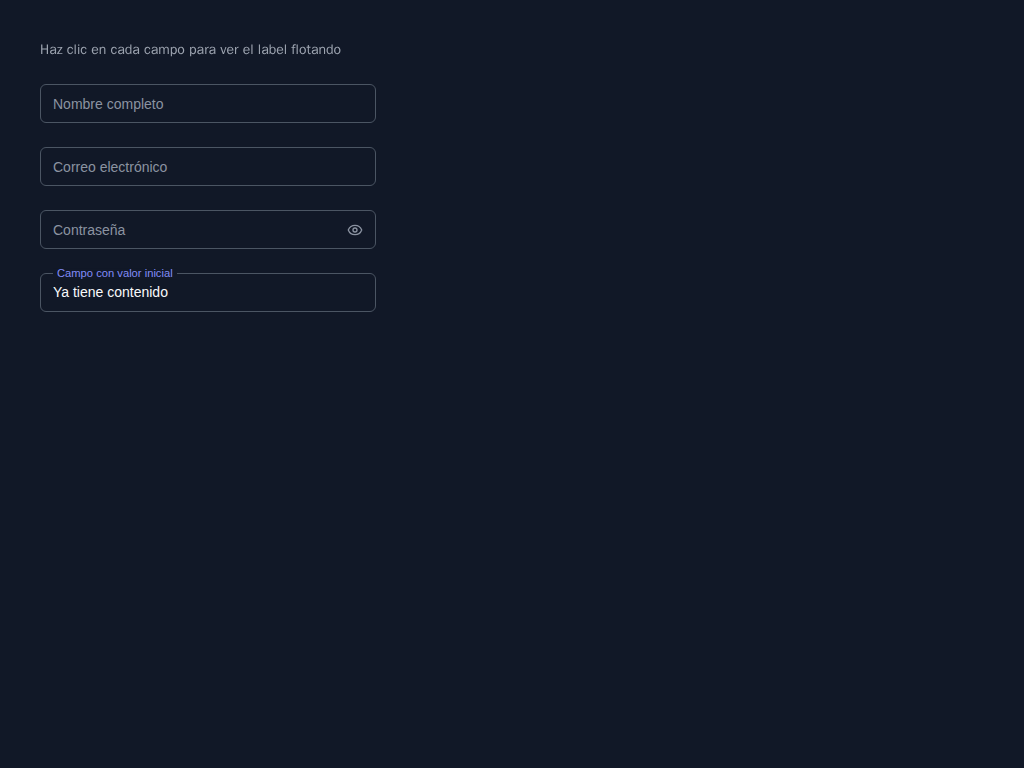 Haz clic en cada campo para ver el label flotando
Nombre completo
Correo electrónico
Contraseña
Campo con valor inicial
Ya tiene contenido